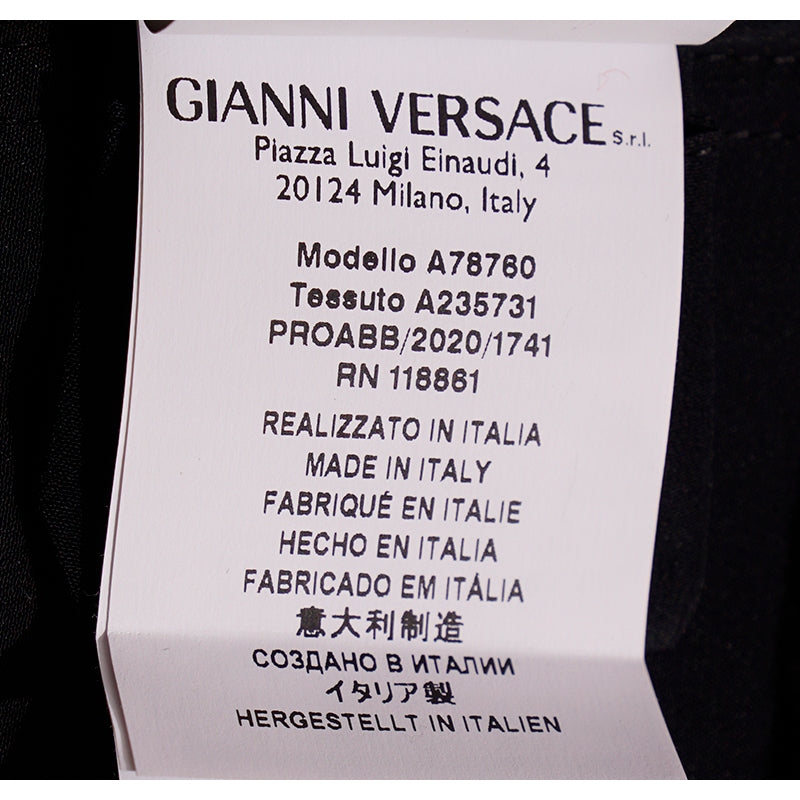 GIANNI VERSACE s.r.l.
Piazza Luigi Einaudi, 4
20124 Milano, Italy
Modello A78760
Tessuto A235731
PROABB/2020/1741
RN 118861
REALIZZATO IN ITALIA
MADE IN ITALY
FABRIQUÉ EN ITALIE
HECHO EN ITALIA
FABRICADO EM ITÁLIA
意大利制造
СОЗДАНО В ИТАЛИИ
イタリア製
HERGESTELLT IN ITALIEN